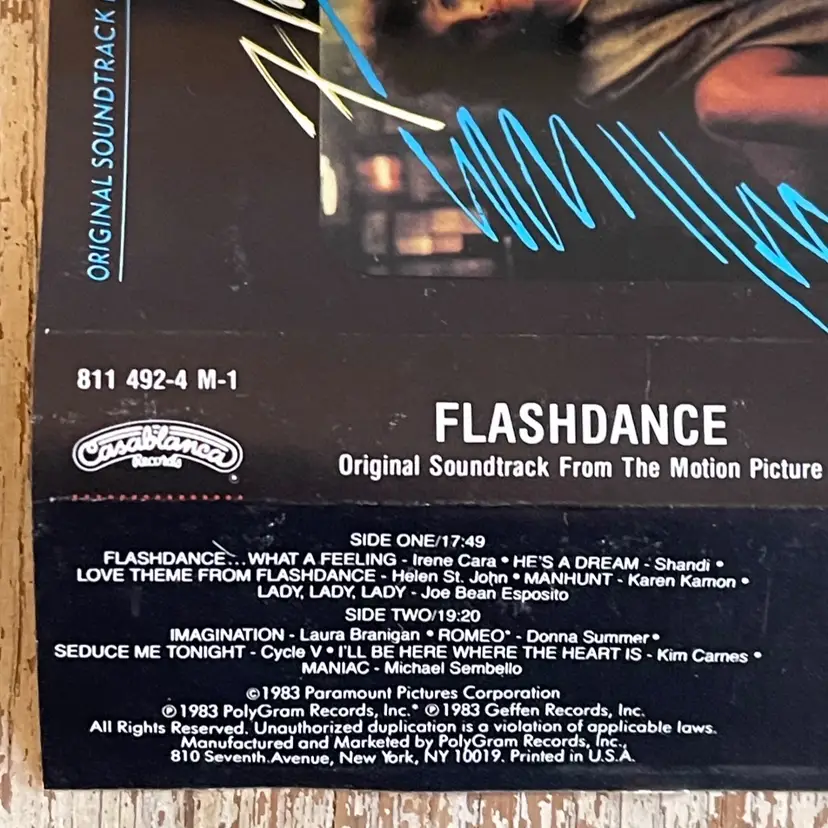 ORIGINAL SOUNDTRACK
811 492-4 M-1
Casablanca
Records
®
FLASHDANCE
Original Soundtrack From The Motion Picture
SIDE ONE/17:49
FLASHDANCE...WHAT A FEELING - Irene Cara • HE'S A DREAM - Shandi •
LOVE THEME FROM FLASHDANCE - Helen St. John • MANHUNT - Karen Kamon •
LADY, LADY, LADY - Joe Bean Esposito
SIDE TWO/19:20
IMAGINATION - Laura Branigan • ROMEO* - Donna Summer •
SEDUCE ME TONIGHT - Cycle V • I'LL BE HERE WHERE THE HEART IS - Kim Carnes •
MANIAC - Michael Sembello
©1983 Paramount Pictures Corporation
℗1983 PolyGram Records, Inc.* ℗1983 Geffen Records, Inc.
All Rights Reserved. Unauthorized duplication is a violation of applicable laws.
Manufactured and Marketed by PolyGram Records, Inc.,
810 Seventh Avenue, New York, NY 10019. Printed in U.S.A.